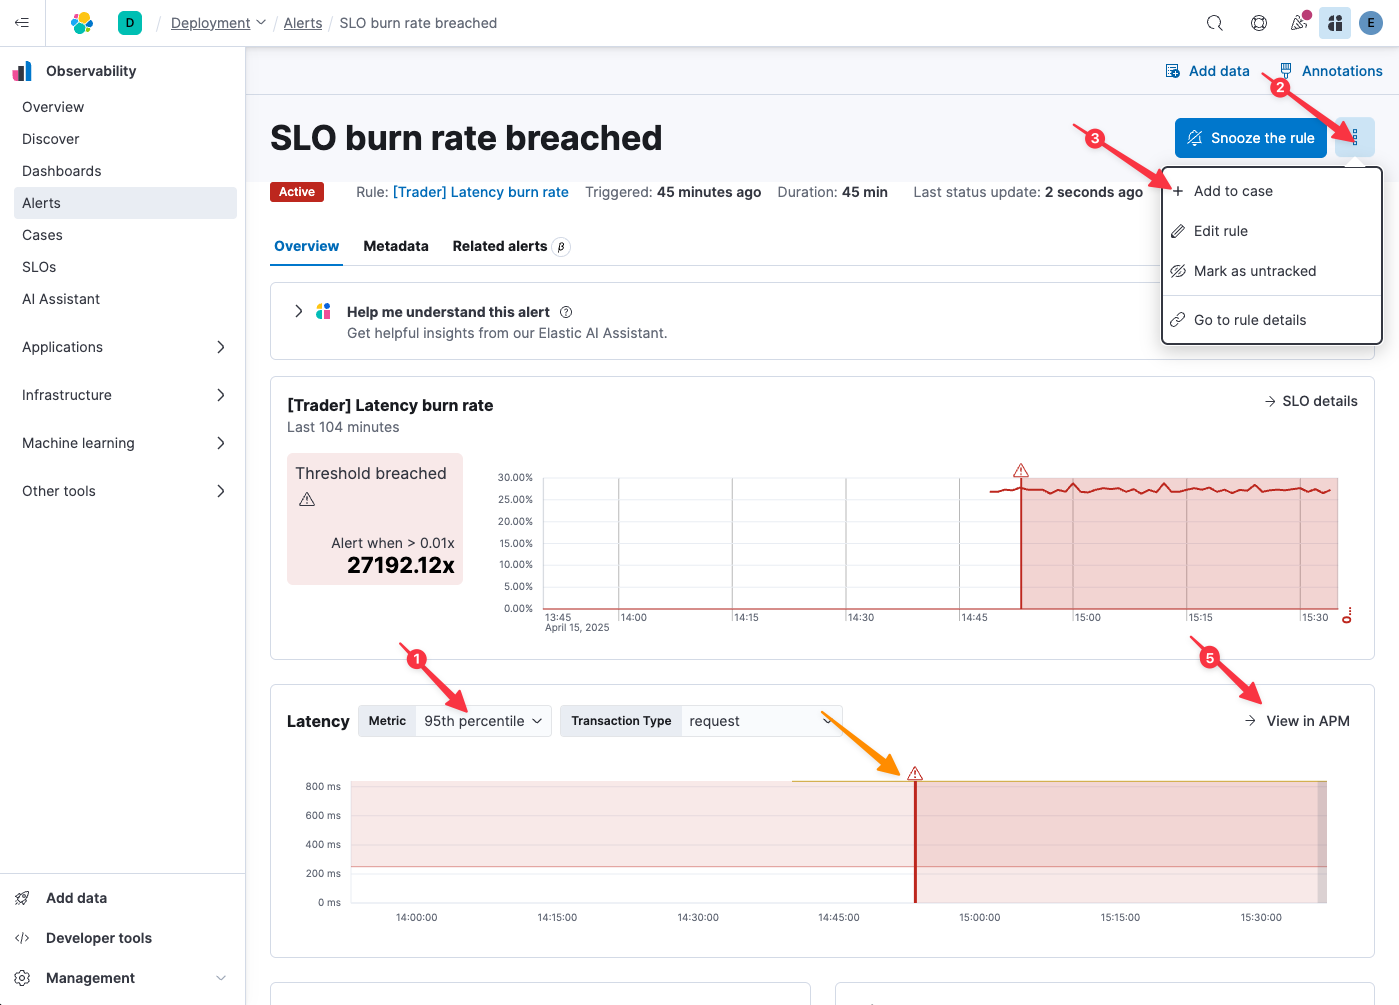 D
Deployment
Alerts
SLO burn rate breached
E
Observability
Overview
Discover
Dashboards
Alerts
Cases
SLOs
AI Assistant
Applications
Infrastructure
Machine learning
Other tools
Add data
Developer tools
Management
Add data
Annotations
SLO burn rate breached
Snooze the rule
2
3
Add to case
Edit rule
Mark as untracked
Go to rule details
Active
Rule: [Trader] Latency burn rate
Triggered: 45 minutes ago
Duration: 45 min
Last status update: 2 seconds ago
Overview
Metadata
Related alerts β
Help me understand this alert
Get helpful insights from our Elastic AI Assistant.
[Trader] Latency burn rate
Last 104 minutes
SLO details
Threshold breached
Alert when > 0.01x
27192.12x
30.00%
25.00%
20.00%
15.00%
10.00%
5.00%
0.00%
13:45
April 15, 2025
14:00
14:15
14:30
14:45
15:00
15:15
15:30
1
5
Latency
Metric
95th percentile
Transaction Type
request
View in APM
800 ms
600 ms
400 ms
200 ms
0 ms
14:00:00
14:15:00
14:30:00
14:45:00
15:00:00
15:15:00
15:30:00